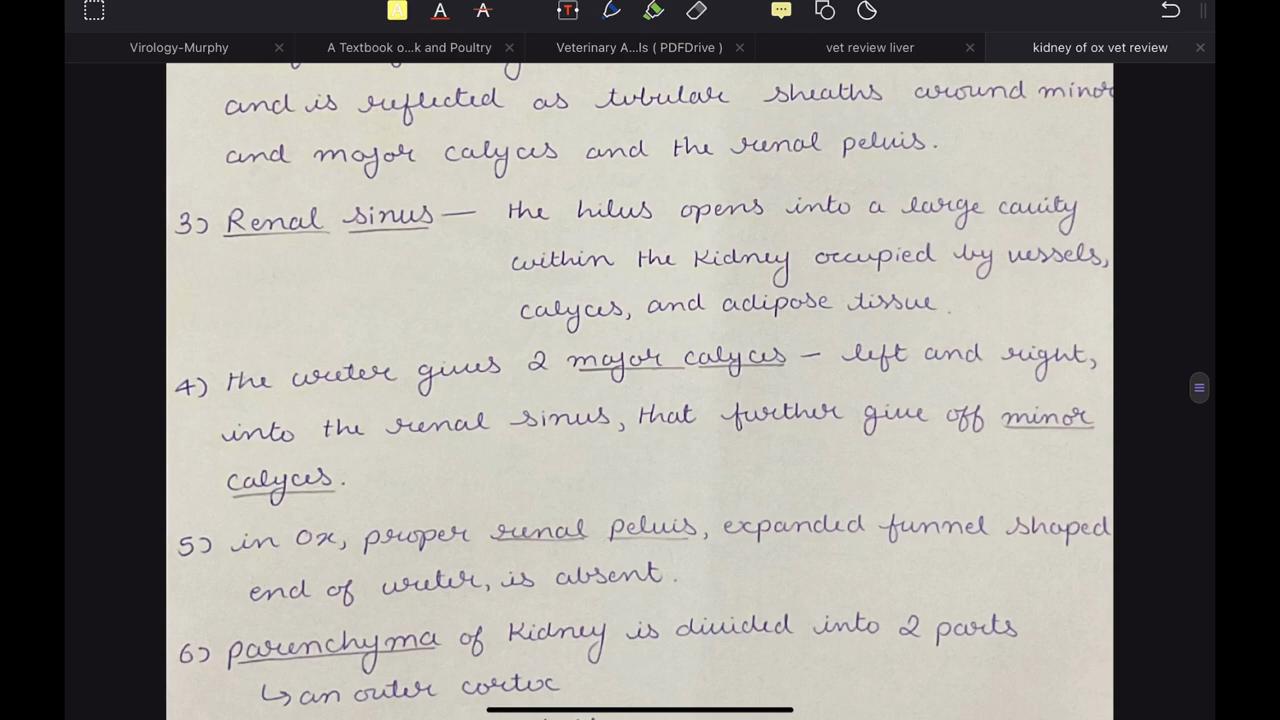 Virology-Murphy
A Textbook o...k and Poultry
Veterinary A...ls ( PDFDrive )
vet review liver
kidney of ox vet review
and is reflected as tubular sheaths around minor
and major calyces and the renal pelvis.
3) Renal sinus — the hilus opens into a large cavity
within the kidney occupied by vessels,
calyces, and adipose tissue.
4) the ureter gives 2 major calyces - left and right,
into the renal sinus, that further give off minor
calyces.
5) in ox, proper renal pelvis, expanded funnel shaped
end of ureter, is absent.
6) parenchyma of kidney is divided into 2 parts
↳ an outer cortex